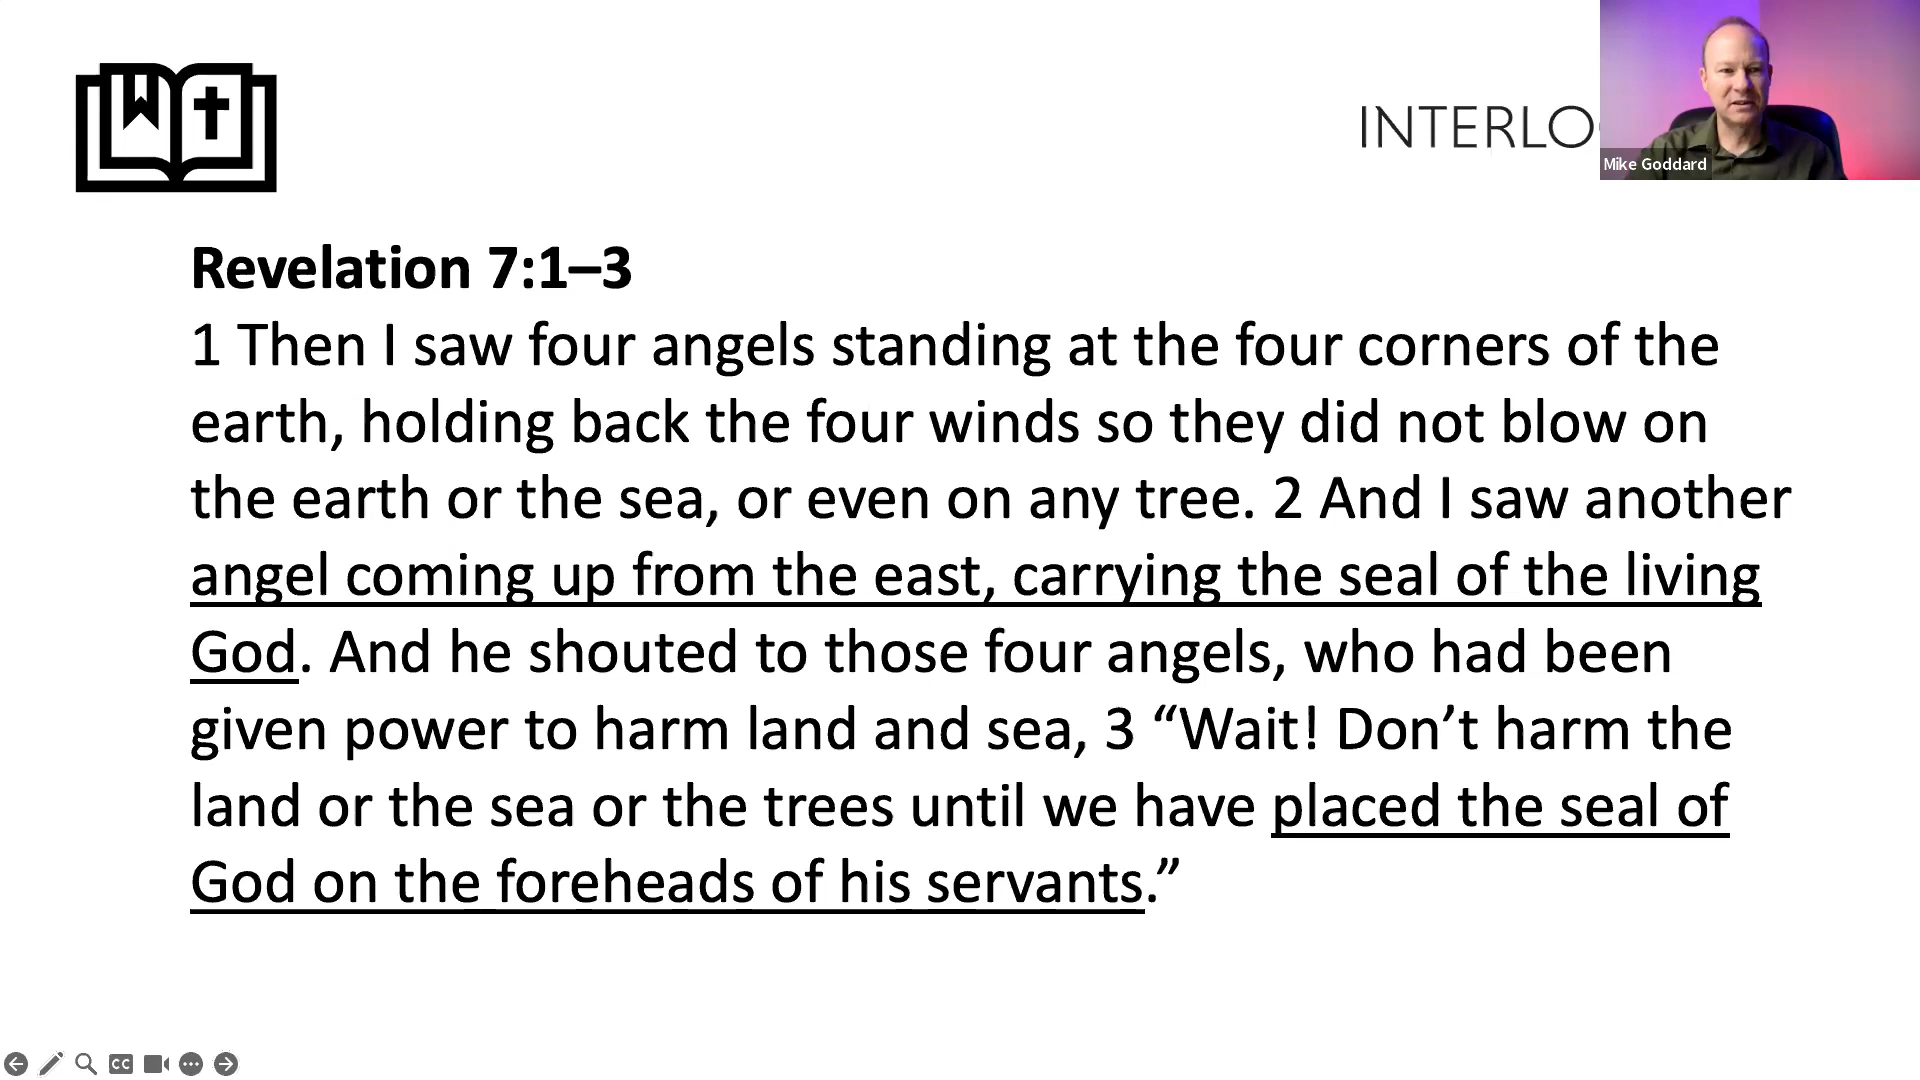 INTERLO
Mike Goddard
Revelation 7:1–3
1 Then I saw four angels standing at the four corners of the
earth, holding back the four winds so they did not blow on
the earth or the sea, or even on any tree. 2 And I saw another
angel coming up from the east, carrying the seal of the living
God. And he shouted to those four angels, who had been
given power to harm land and sea, 3 “Wait! Don’t harm the
land or the sea or the trees until we have placed the seal of
God on the foreheads of his servants.”
CC